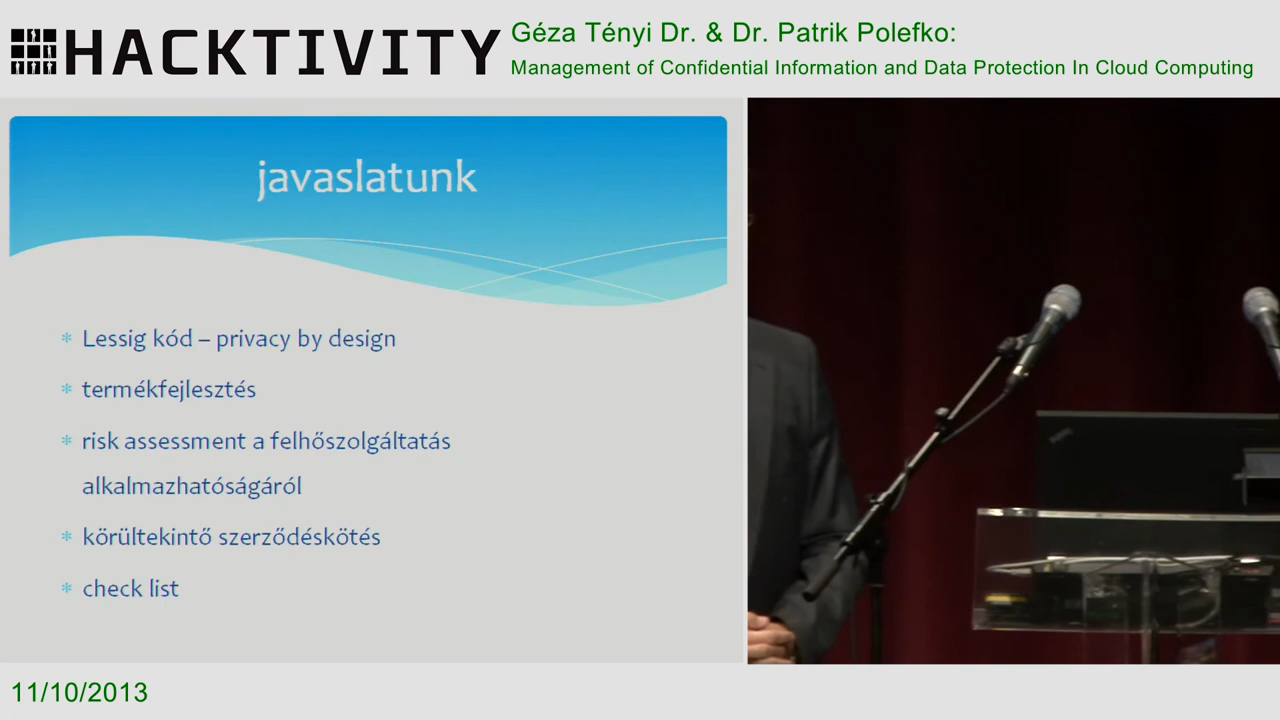 HACKTIVITY
Géza Tényi Dr. & Dr. Patrik Polefko:
Management of Confidential Information and Data Protection In Cloud Computing
javaslatunk
* Lessig kód – privacy by design
* termékfejlesztés
* risk assessment a felhőszolgáltatás
alkalmazhatóságáról
* körültekintő szerződéskötés
* check list
11/10/2013